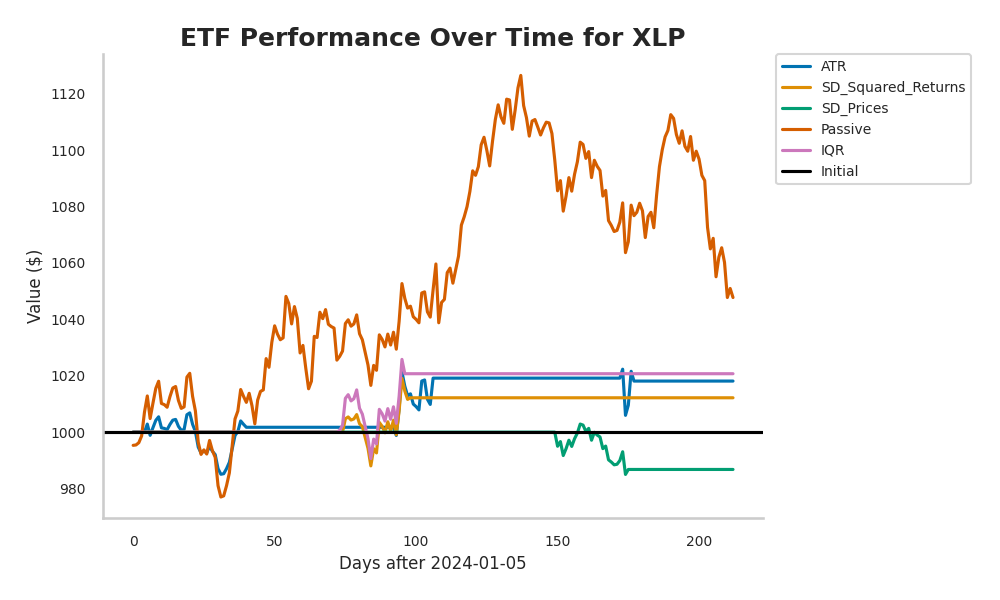 ETF Performance Over Time for XLP
Value ($)
1120
1100
1080
1060
1040
1020
1000
980
0 50 100 150 200
Days after 2024-01-05
ATR
SD_Squared_Returns
SD_Prices
Passive
IQR
Initial